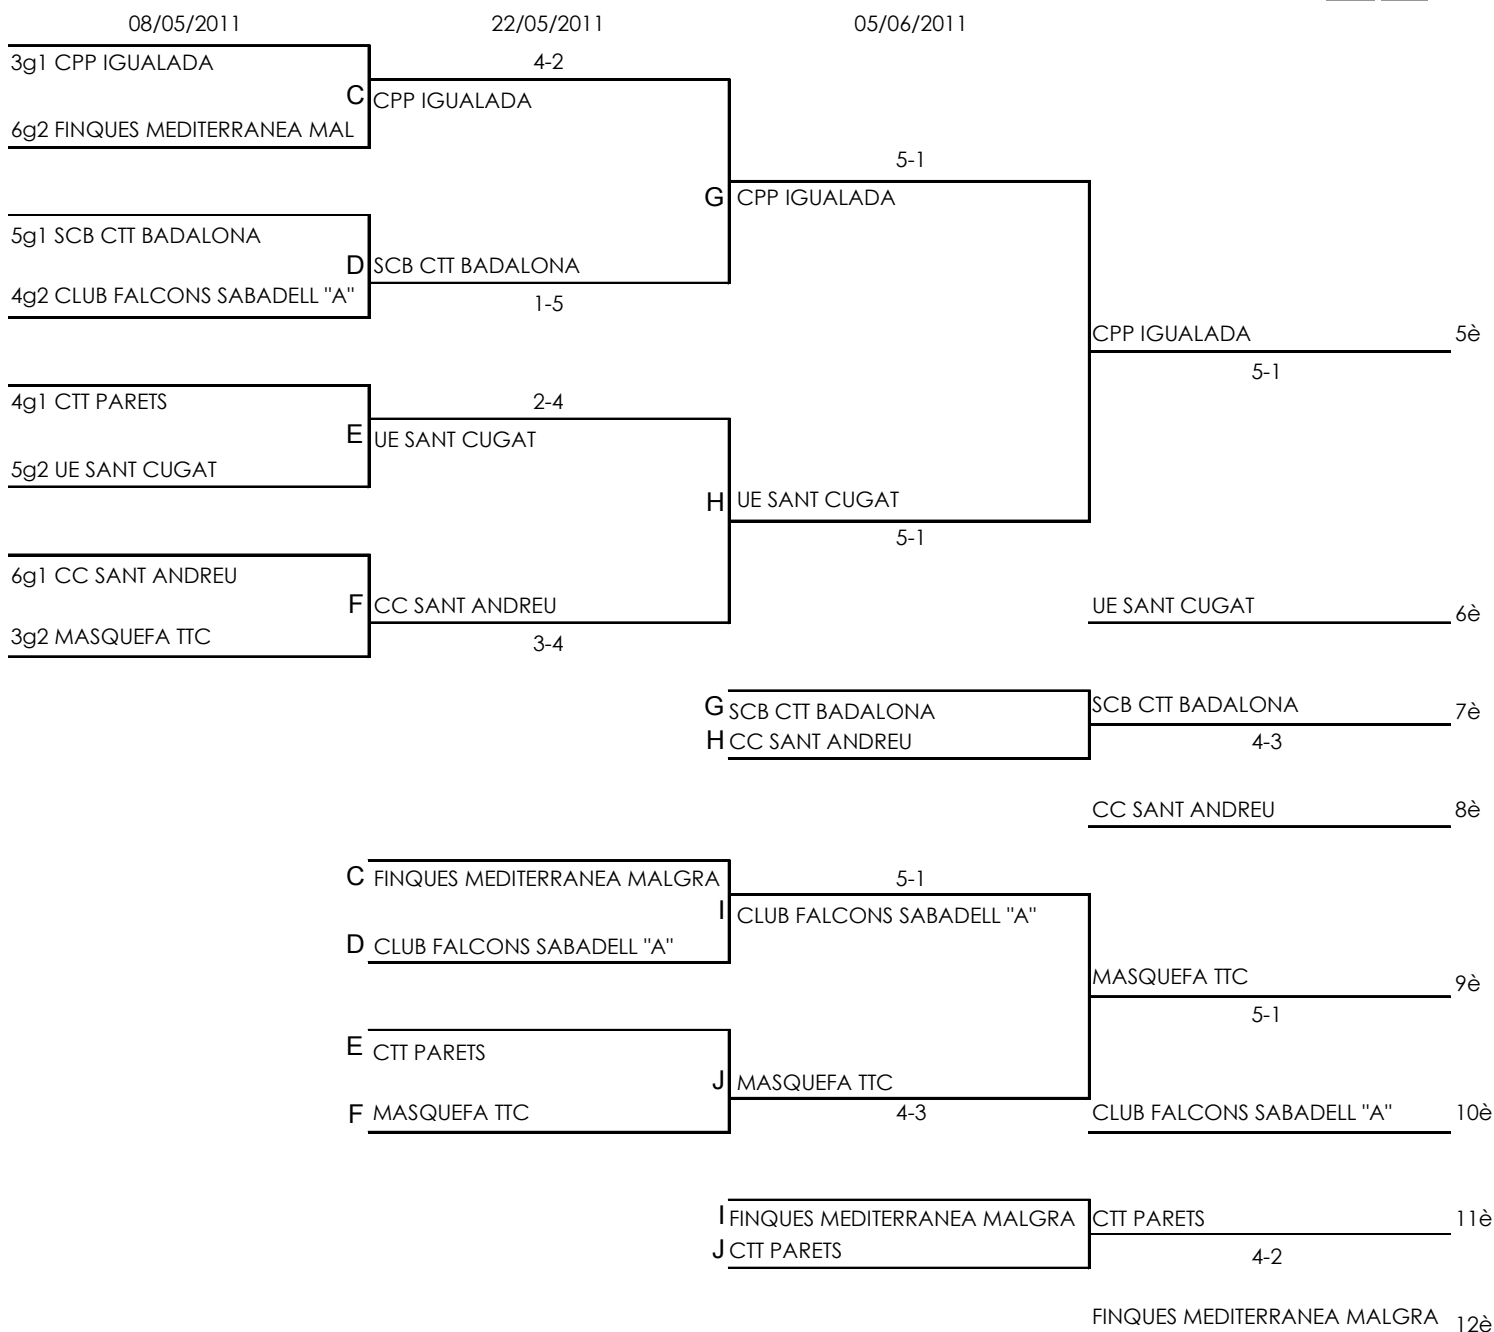 08/05/2011 22/05/2011 05/06/2011
3g1 CPP IGUALADA 4-2
C CPP IGUALADA
6g2 FINQUES MEDITERRANEA MAL
5-1
G CPP IGUALADA
5g1 SCB CTT BADALONA
D SCB CTT BADALONA
4g2 CLUB FALCONS SABADELL "A" 1-5
CPP IGUALADA 5è
5-1
4g1 CTT PARETS 2-4
E UE SANT CUGAT
5g2 UE SANT CUGAT
H UE SANT CUGAT
5-1
6g1 CC SANT ANDREU
F CC SANT ANDREU UE SANT CUGAT 6è
3g2 MASQUEFA TTC 3-4
G SCB CTT BADALONA SCB CTT BADALONA 7è
H CC SANT ANDREU 4-3
CC SANT ANDREU 8è
C FINQUES MEDITERRANEA MALGRA 5-1
I CLUB FALCONS SABADELL "A"
D CLUB FALCONS SABADELL "A"
MASQUEFA TTC 9è
5-1
E CTT PARETS
J MASQUEFA TTC
F MASQUEFA TTC 4-3 CLUB FALCONS SABADELL "A" 10è
I FINQUES MEDITERRANEA MALGRA CTT PARETS 11è
J CTT PARETS 4-2
FINQUES MEDITERRANEA MALGRA 12è